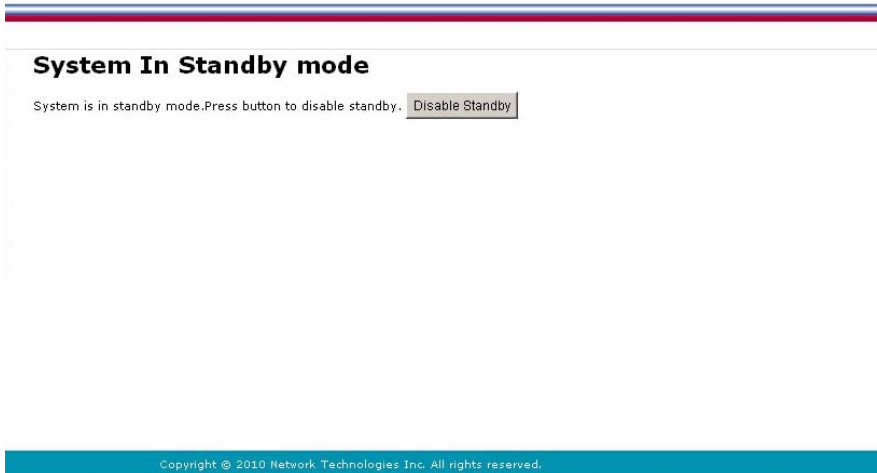 System In Standby mode
System is in standby mode.Press button to disable standby. Disable Standby
Copyright © 2010 Network Technologies Inc. All rights reserved.